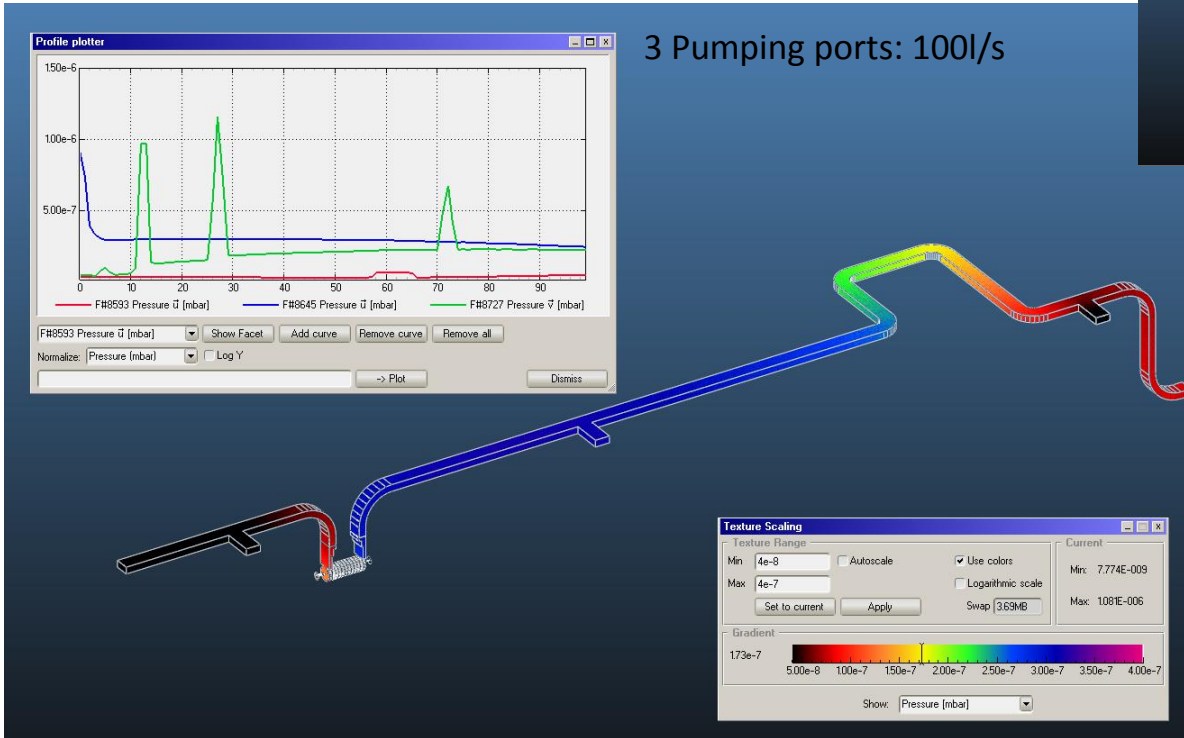 3 Pumping ports: 100l/s
Profile plotter
150e-6
1.00e-6
5.00e-7
0 10 20 30 40 50 60 70 80 90
F#8593 Pressure ū [mbar] F#8645 Pressure ū [mbar] F#8727 Pressure v̄ [mbar]
F#8593 Pressure ū [mbar] Show Facet Add curve Remove curve Remove all
Normalize: Pressure (mbar) Log Y
-> Plot Dismiss
Texture Scaling
Texture Range Current
Min 4e-8 Autoscale Use colors Min: 7.774E-009
Max 4e-7 Logarithmic scale Max: 1.081E-006
Set to current Apply Swap 3.69MB
Gradient
1.73e-7
5.00e-8 1.00e-7 1.50e-7 2.00e-7 2.50e-7 3.00e-7 3.50e-7 4.00e-7
Show: Pressure [mbar]